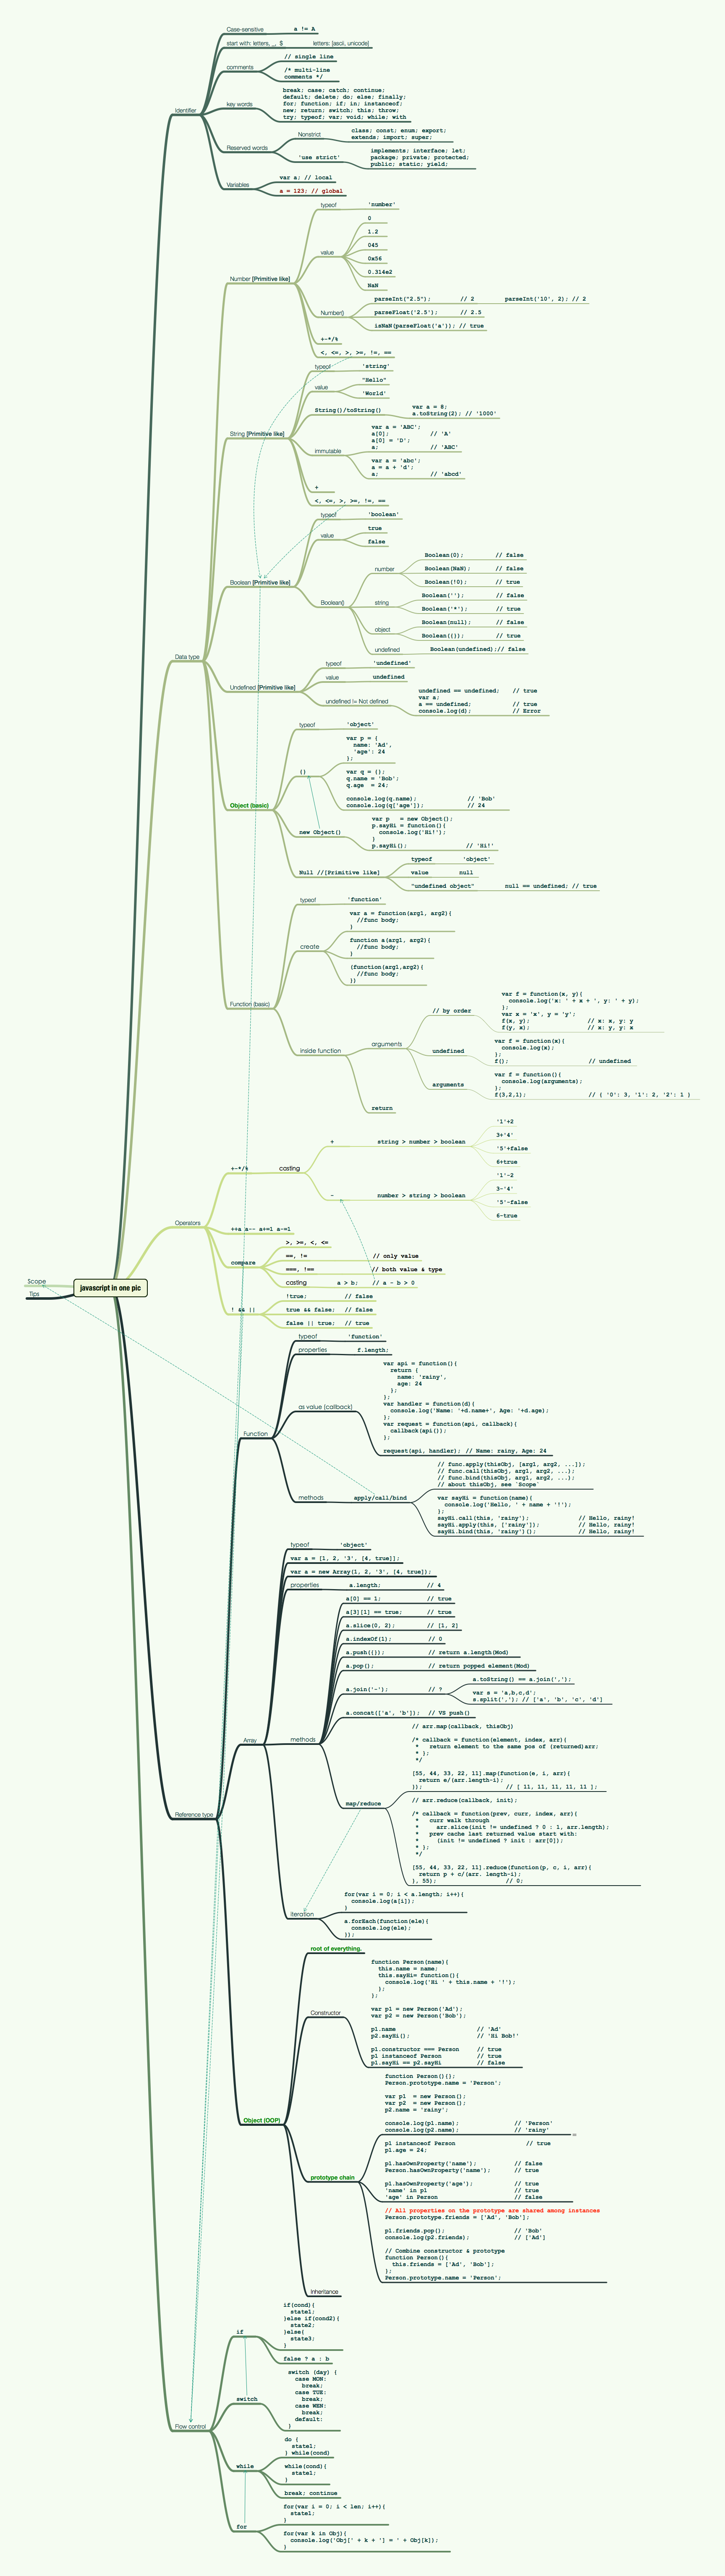 Case-sensitive
a != A
start with: letters, _, $
letters: [ascii, unicode]
comments
// single line
/* multi-line
comments */
Identifier
key words
break; case; catch; continue;
default; delete; do; else; finally;
for; function; if; in; instanceof;
new; return; switch; this; throw;
try; typeof; var; void; while; with
Reserved words
Nonstrict
class; const; enum; export;
extends; import; super;
'use strict'
implements; interface; let;
package; private; protected;
public; static; yield;
Variables
var a; // local
a = 123; // global
Data type
Number [Primitive like]
typeof
'number'
value
0
1.2
045
0x56
0.314e2
NaN
Number()
parseInt("2.5"); // 2
parseInt('10', 2); // 2
parseFloat('2.5'); // 2.5
isNaN(parseFloat('a')); // true
+-*/%
<, <=, >, >=, !=, ==
String [Primitive like]
typeof
'string'
value
"Hello"
'World'
String()/toString()
var a = 8;
a.toString(2); // '1000'
immutable
var a = 'ABC';
a[0]; // 'A'
a[0] = 'D';
a; // 'ABC'
var a = 'abc';
a = a + 'd';
a; // 'abcd'
+
<, <=, >, >=, !=, ==
Boolean [Primitive like]
typeof
'boolean'
value
true
false
Boolean()
number
Boolean(0); // false
Boolean(NaN); // false
Boolean(!0); // true
string
Boolean(''); // false
Boolean('*'); // true
object
Boolean(null); // false
Boolean({}); // true
undefined
Boolean(undefined);// false
Undefined [Primitive like]
typeof
'undefined'
value
undefined
undefined != Not defined
undefined == undefined; // true
var a;
a == undefined; // true
console.log(d); // Error
Object (basic)
typeof
'object'
{}
var p = {
name: 'Ad',
'age': 24
};
var q = {};
q.name = 'Bob';
q.age = 24;
console.log(q.name); // 'Bob'
console.log(q['age']); // 24
new Object()
var p = new Object();
p.sayHi = function(){
console.log('Hi!');
}
p.sayHi(); // 'Hi!'
Null //[Primitive like]
typeof
'object'
value
null
"undefined object"
null == undefined; // true
Function (basic)
typeof
'function'
create
var a = function(arg1, arg2){
//func body;
}
function a(arg1, arg2){
//func body;
}
(function(arg1,arg2){
//func body;
})
inside function
arguments
// by order
var f = function(x, y){
console.log('x: ' + x + ', y: ' + y);
};
var x = 'x', y = 'y';
f(x, y); // x: x, y: y
f(y, x); // x: y, y: x
undefined
var f = function(x){
console.log(x);
};
f(); // undefined
arguments
var f = function(){
console.log(arguments);
};
f(3,2,1); // { '0': 3, '1': 2, '2': 1 }
return
Operators
+-*/%
casting
+
string > number > boolean
'1'+2
3+'4'
'5'+false
6+true
-
number > string > boolean
'1'-2
3-'4'
'5'-false
6-true
++a a-- a+=1 a-=1
compare
>, >=, <, <=
==, != // only value
===, !== // both value & type
casting
a > b; // a - b > 0
! && ||
!true; // false
true && false; // false
false || true; // true
Scope
Tips
javascript in one pic
Reference type
Function
typeof
'function'
properties
f.length;
as value (callback)
var api = function(){
return {
name: 'rainy',
age: 24
};
};
var handler = function(d){
console.log('Name: '+d.name+', Age: '+d.age);
};
var request = function(api, callback){
callback(api());
};
request(api, handler); // Name: rainy, Age: 24
methods
apply/call/bind
// func.apply(thisObj, [arg1, arg2, ...]);
// func.call(thisObj, arg1, arg2, ...);
// func.bind(thisObj, arg1, arg2, ...);
// about thisObj, see `Scope`
var sayHi = function(name){
console.log('Hello, ' + name + '!');
};
sayHi.call(this, 'rainy'); // Hello, rainy!
sayHi.apply(this, ['rainy']); // Hello, rainy!
sayHi.bind(this, 'rainy')(); // Hello, rainy!
Array
typeof
'object'
var a = [1, 2, '3', [4, true]];
var a = new Array(1, 2, '3', [4, true]);
properties
a.length; // 4
methods
a[0] == 1; // true
a[3][1] == true; // true
a.slice(0, 2); // [1, 2]
a.indexOf(1); // 0
a.push({}); // return a.length(Mod)
a.pop(); // return popped element(Mod)
a.join('-'); // ?
a.toString() == a.join(',');
var s = 'a,b,c,d';
s.split(','); // ['a', 'b', 'c', 'd']
a.concat(['a', 'b']); // VS push()
map/reduce
// arr.map(callback, thisObj)
/* callback = function(element, index, arr){
* return element to the same pos of (returned)arr;
* };
*/
[55, 44, 33, 22, 11].map(function(e, i, arr){
return e/(arr.length-i);
}); // [ 11, 11, 11, 11, 11 ];
// arr.reduce(callback, init);
/* callback = function(prev, curr, index, arr){
* curr walk through
* arr.slice(init != undefined ? 0 : 1, arr.length);
* prev cache last returned value start with:
* (init != undefined ? init : arr[0]);
* };
*/
[55, 44, 33, 22, 11].reduce(function(p, c, i, arr){
return p + c/(arr. length-i);
}, 55); // 0;
Iteration
for(var i = 0; i < a.length; i++){
console.log(a[i]);
}
a.forEach(function(ele){
console.log(ele);
});
Object (OOP)
root of everything.
Constructor
function Person(name){
this.name = name;
this.sayHi= function(){
console.log('Hi ' + this.name + '!');
};
};
var p1 = new Person('Ad');
var p2 = new Person('Bob');
p1.name // 'Ad'
p2.sayHi(); // 'Hi Bob!'
p1.constructor === Person // true
p1 instanceof Person // true
p1.sayHi == p2.sayHi // false
prototype chain
function Person(){};
Person.prototype.name = 'Person';
var p1 = new Person();
var p2 = new Person();
p2.name = 'rainy';
console.log(p1.name); // 'Person'
console.log(p2.name); // 'rainy'
p1 instanceof Person // true
p1.age = 24;
p1.hasOwnProperty('name'); // false
Person.hasOwnProperty('name'); // true
p1.hasOwnProperty('age'); // true
'name' in p1 // true
'age' in Person // false
// All properties on the prototype are shared among instances
Person.prototype.friends = ['Ad', 'Bob'];
p1.friends.pop(); // 'Bob'
console.log(p2.friends); // ['Ad']
// Combine constructor & prototype
function Person(){
this.friends = ['Ad', 'Bob'];
};
Person.prototype.name = 'Person';
Inheritance
Flow control
if
if(cond){
state1;
}else if(cond2){
state2;
}else{
state3;
}
false ? a : b
switch
switch (day) {
case MON:
break;
case TUE:
break;
case WEN:
break;
default:
}
while
do {
state1;
} while(cond)
while(cond){
state1;
}
break; continue
for
for(var i = 0; i < len; i++){
state1;
}
for(var k in Obj){
console.log('Obj[' + k + '] = ' + Obj[k]);
}